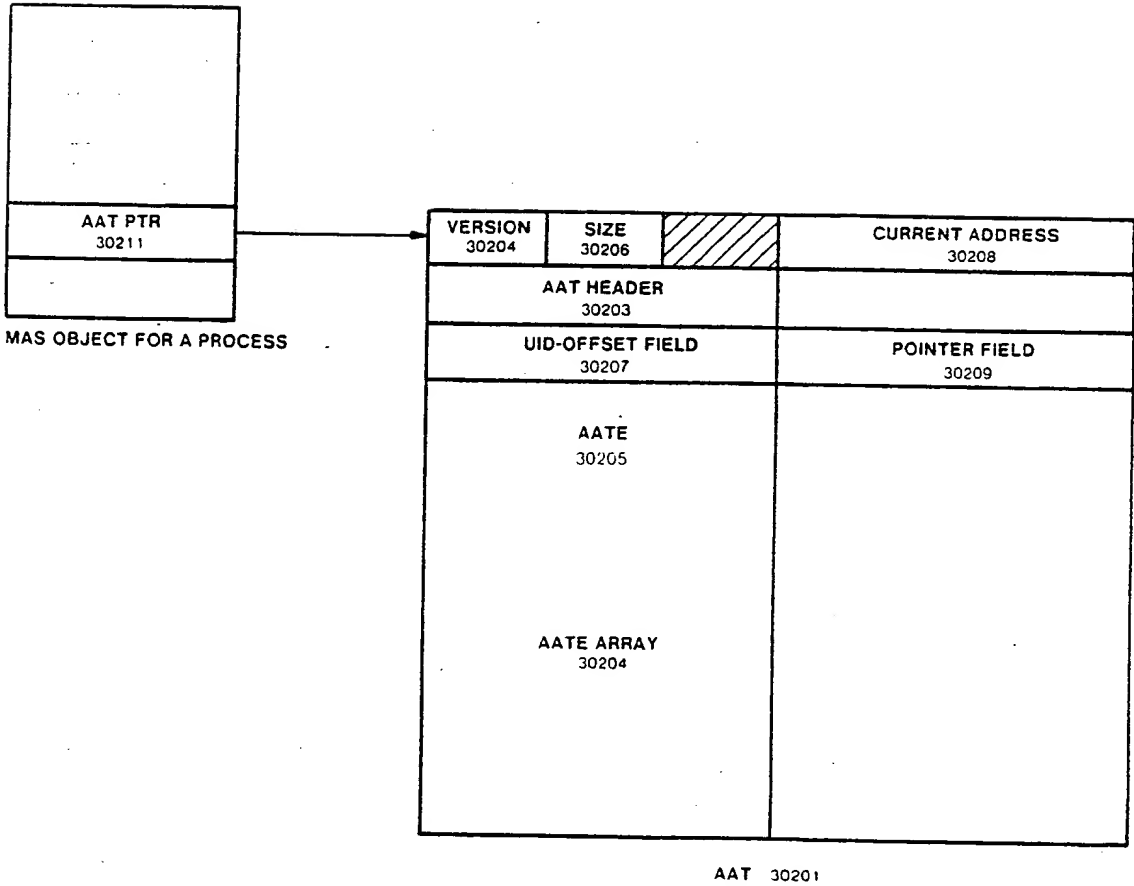 AAT PTR
30211
MAS OBJECT FOR A PROCESS
VERSION
30204
SIZE
30206
CURRENT ADDRESS
30208
AAT HEADER
30203
UID-OFFSET FIELD
30207
POINTER FIELD
30209
AATE
30205
AATE ARRAY
30204
AAT 30201